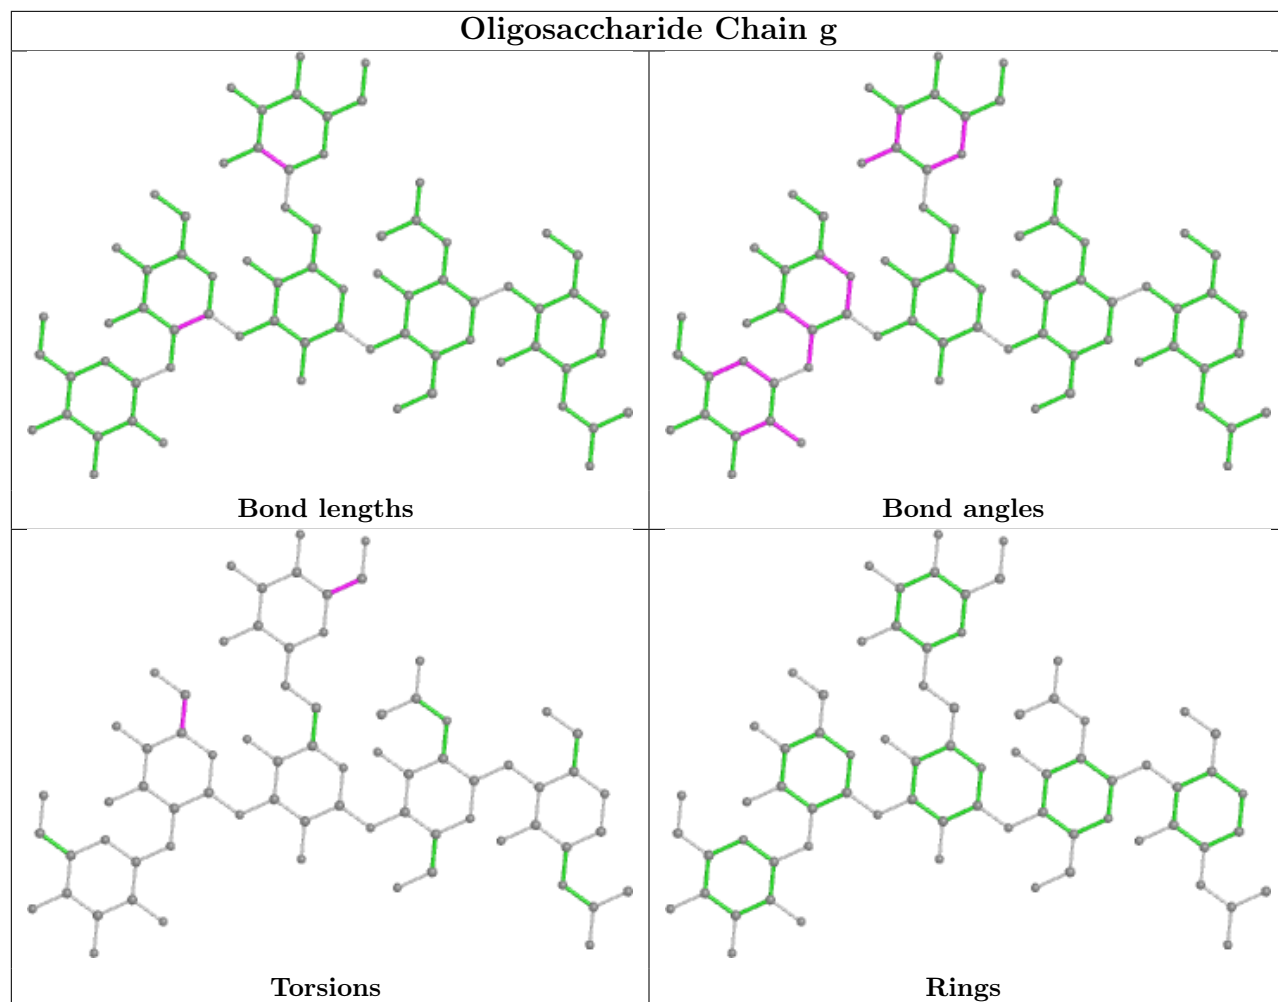 Oligosaccharide Chain g
Bond lengths
Bond angles
Torsions
Rings